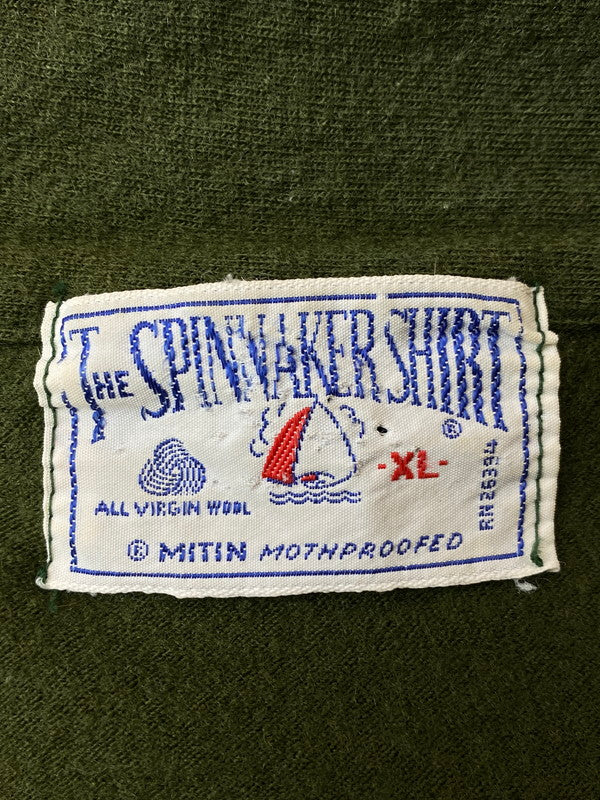 THE SPINNAKER SHIRT ®
-XL-
ALL VIRGIN WOOL
RN 26394
® MITIN MOTHPROOFED